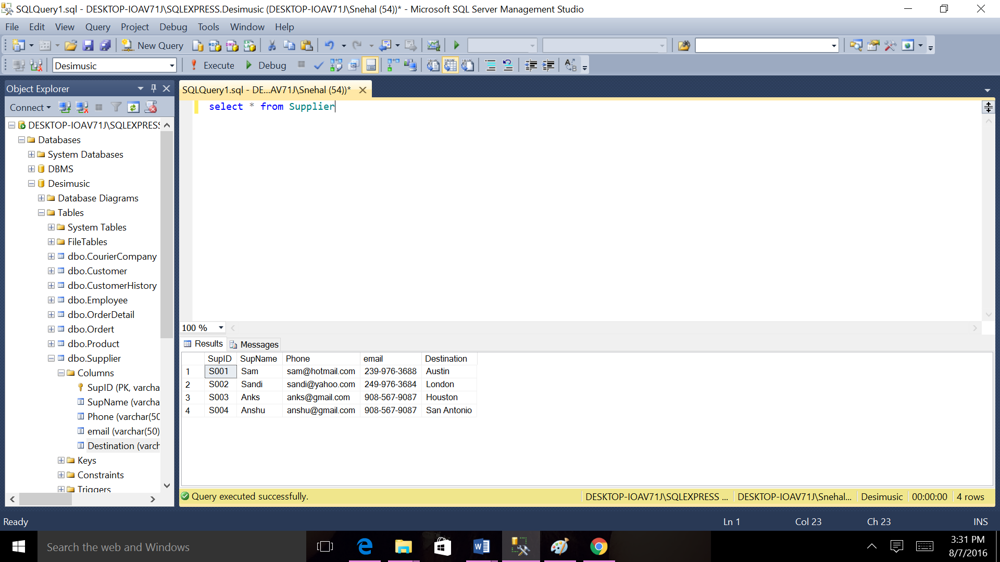 SQLQuery1.sql - DESKTOP-IOAV71J\SQLEXPRESS.Desimusic (DESKTOP-IOAV71J\Snehal (54))* - Microsoft SQL Server Management Studio
File Edit View Query Project Debug Tools Window Help
New Query
Desimusic Execute Debug
Object Explorer
Connect
DESKTOP-IOAV71J\SQLEXPRESS
Databases
System Databases
DBMS
Desimusic
Database Diagrams
Tables
System Tables
FileTables
dbo.CourierCompany
dbo.Customer
dbo.CustomerHistory
dbo.Employee
dbo.OrderDetail
dbo.Ordert
dbo.Product
dbo.Supplier
Columns
SupID (PK, varcha
SupName (varcha
Phone (varchar(50
email (varchar(50)
Destination (varch
Keys
Constraints
Triggers
SQLQuery1.sql - DE...AV71J\Snehal (54))*
select * from Supplier
100 %
Results Messages
SupID SupName Phone email Destination
1 S001 Sam sam@hotmail.com 239-976-3688 Austin
2 S002 Sandi sandi@yahoo.com 249-976-3684 London
3 S003 Anks anks@gmail.com 908-567-9087 Houston
4 S004 Anshu anshu@gmail.com 908-567-9087 San Antonio
Query executed successfully. DESKTOP-IOAV71J\SQLEXPRESS ... DESKTOP-IOAV71J\Snehal... Desimusic 00:00:00 4 rows
Ready Ln 1 Col 23 Ch 23 INS
Search the web and Windows
3:31 PM
8/7/2016